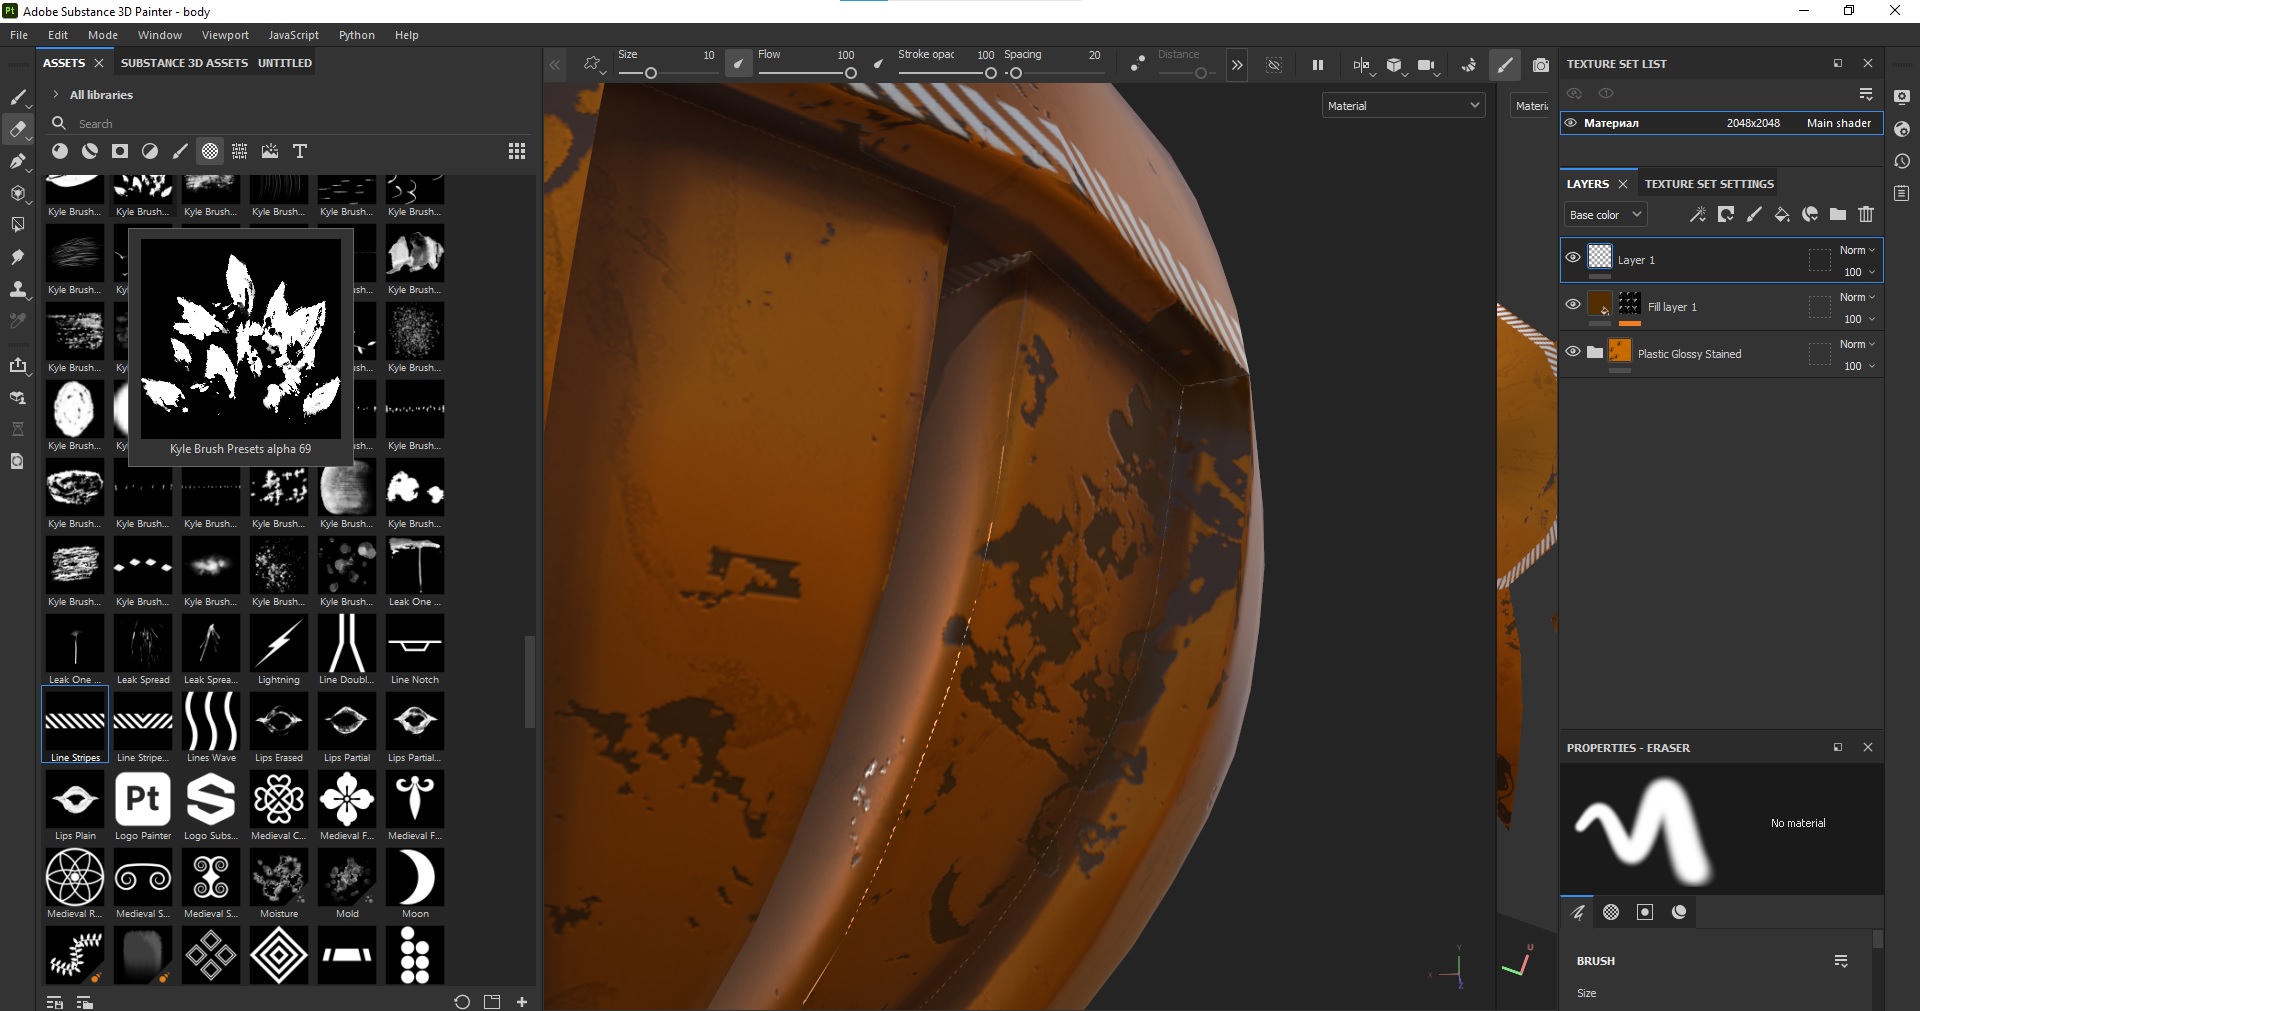 Pt Adobe Substance 3D Painter - body
File Edit Mode Window Viewport JavaScript Python Help
ASSETS SUBSTANCE 3D ASSETS UNTITLED
Size 10 Flow 100 Stroke opac 100 Spacing 20 Distance
TEXTURE SET LIST
All libraries
Search
Material
Materi
Материал 2048x2048 Main shader
LAYERS TEXTURE SET SETTINGS
Base color
Kyle Brush... Kyle Brush... Kyle Brush... Kyle Brush... Kyle Brush... Kyle Brush...
Norm
Layer 1
100
Kyle Brush... Ky Kyle Brush...
Norm
Fill layer 1
100
Kyle Brush... Ky Kyle Brush...
Norm
Plastic Glossy Stained
100
Kyle Brush... Ky Kyle Brush...
Kyle Brush Presets alpha 69
Kyle Brush... Kyle Brush... Kyle Brush... Kyle Brush... Kyle Brush... Kyle Brush...
Kyle Brush... Kyle Brush... Kyle Brush... Kyle Brush... Kyle Brush... Leak One ...
Leak One ... Leak Spread Leak Sprea... Lightning Line Doubl... Line Notch
Line Stripes Line Stripe... Lines Wave Lips Erased Lips Partial Lips Partial...
Pt
Lips Plain Logo Painter Logo Subs... Medieval C... Medieval F... Medieval F...
Medieval R... Medieval S... Medieval S... Moisture Mold Moon
PROPERTIES - ERASER
No material
BRUSH
Size
Y
X
Z
U